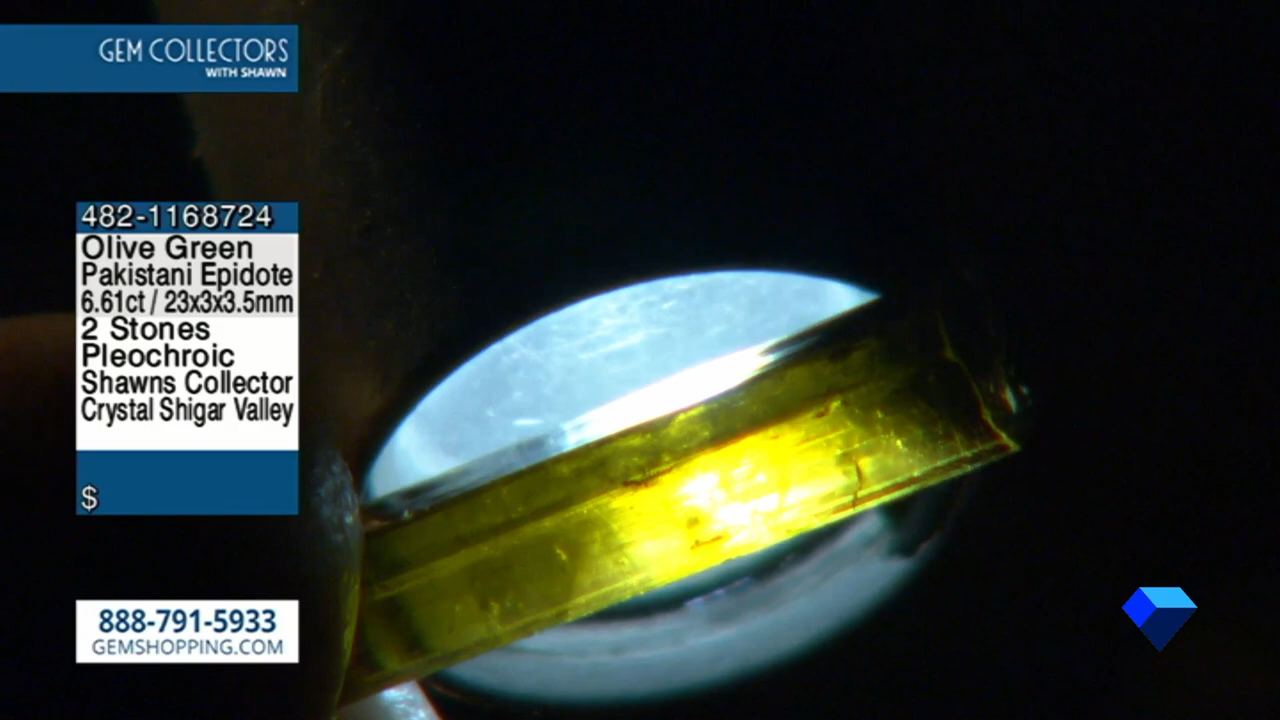 GEM COLLECTORS
WITH SHAWN
482-1168724
Olive Green
Pakistani Epidote
6.61ct / 23x3x3.5mm
2 Stones
Pleochroic
Shawns Collector
Crystal Shigar Valley
$
888-791-5933
GEMSHOPPING.COM